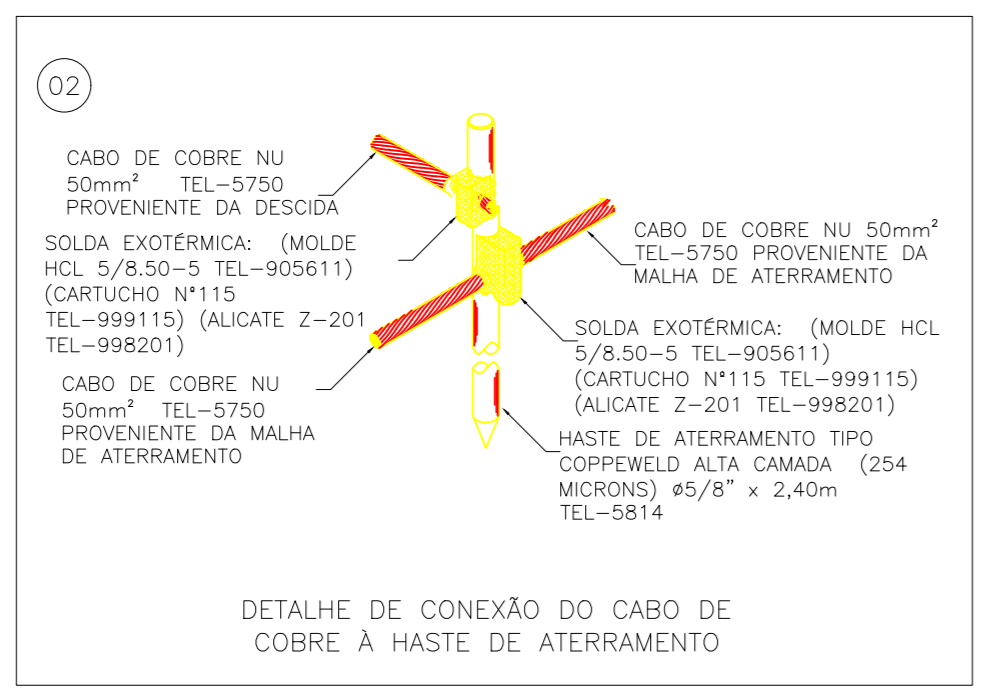 02
CABO DE COBRE NU
50mm² TEL-5750
PROVENIENTE DA DESCIDA
SOLDA EXOTÉRMICA: (MOLDE
HCL 5/8.50-5 TEL-905611)
(CARTUCHO N°115
TEL-999115) (ALICATE Z-201
TEL-998201)
CABO DE COBRE NU
50mm² TEL-5750
PROVENIENTE DA MALHA
DE ATERRAMENTO
CABO DE COBRE NU 50mm²
TEL-5750 PROVENIENTE DA
MALHA DE ATERRAMENTO
SOLDA EXOTÉRMICA: (MOLDE HCL
5/8.50-5 TEL-905611)
(CARTUCHO N°115 TEL-999115)
(ALICATE Z-201 TEL-998201)
HASTE DE ATERRAMENTO TIPO
COPPEWELD ALTA CAMADA (254
MICRONS) ø5/8" x 2,40m
TEL-5814
DETALHE DE CONEXÃO DO CABO DE
COBRE À HASTE DE ATERRAMENTO